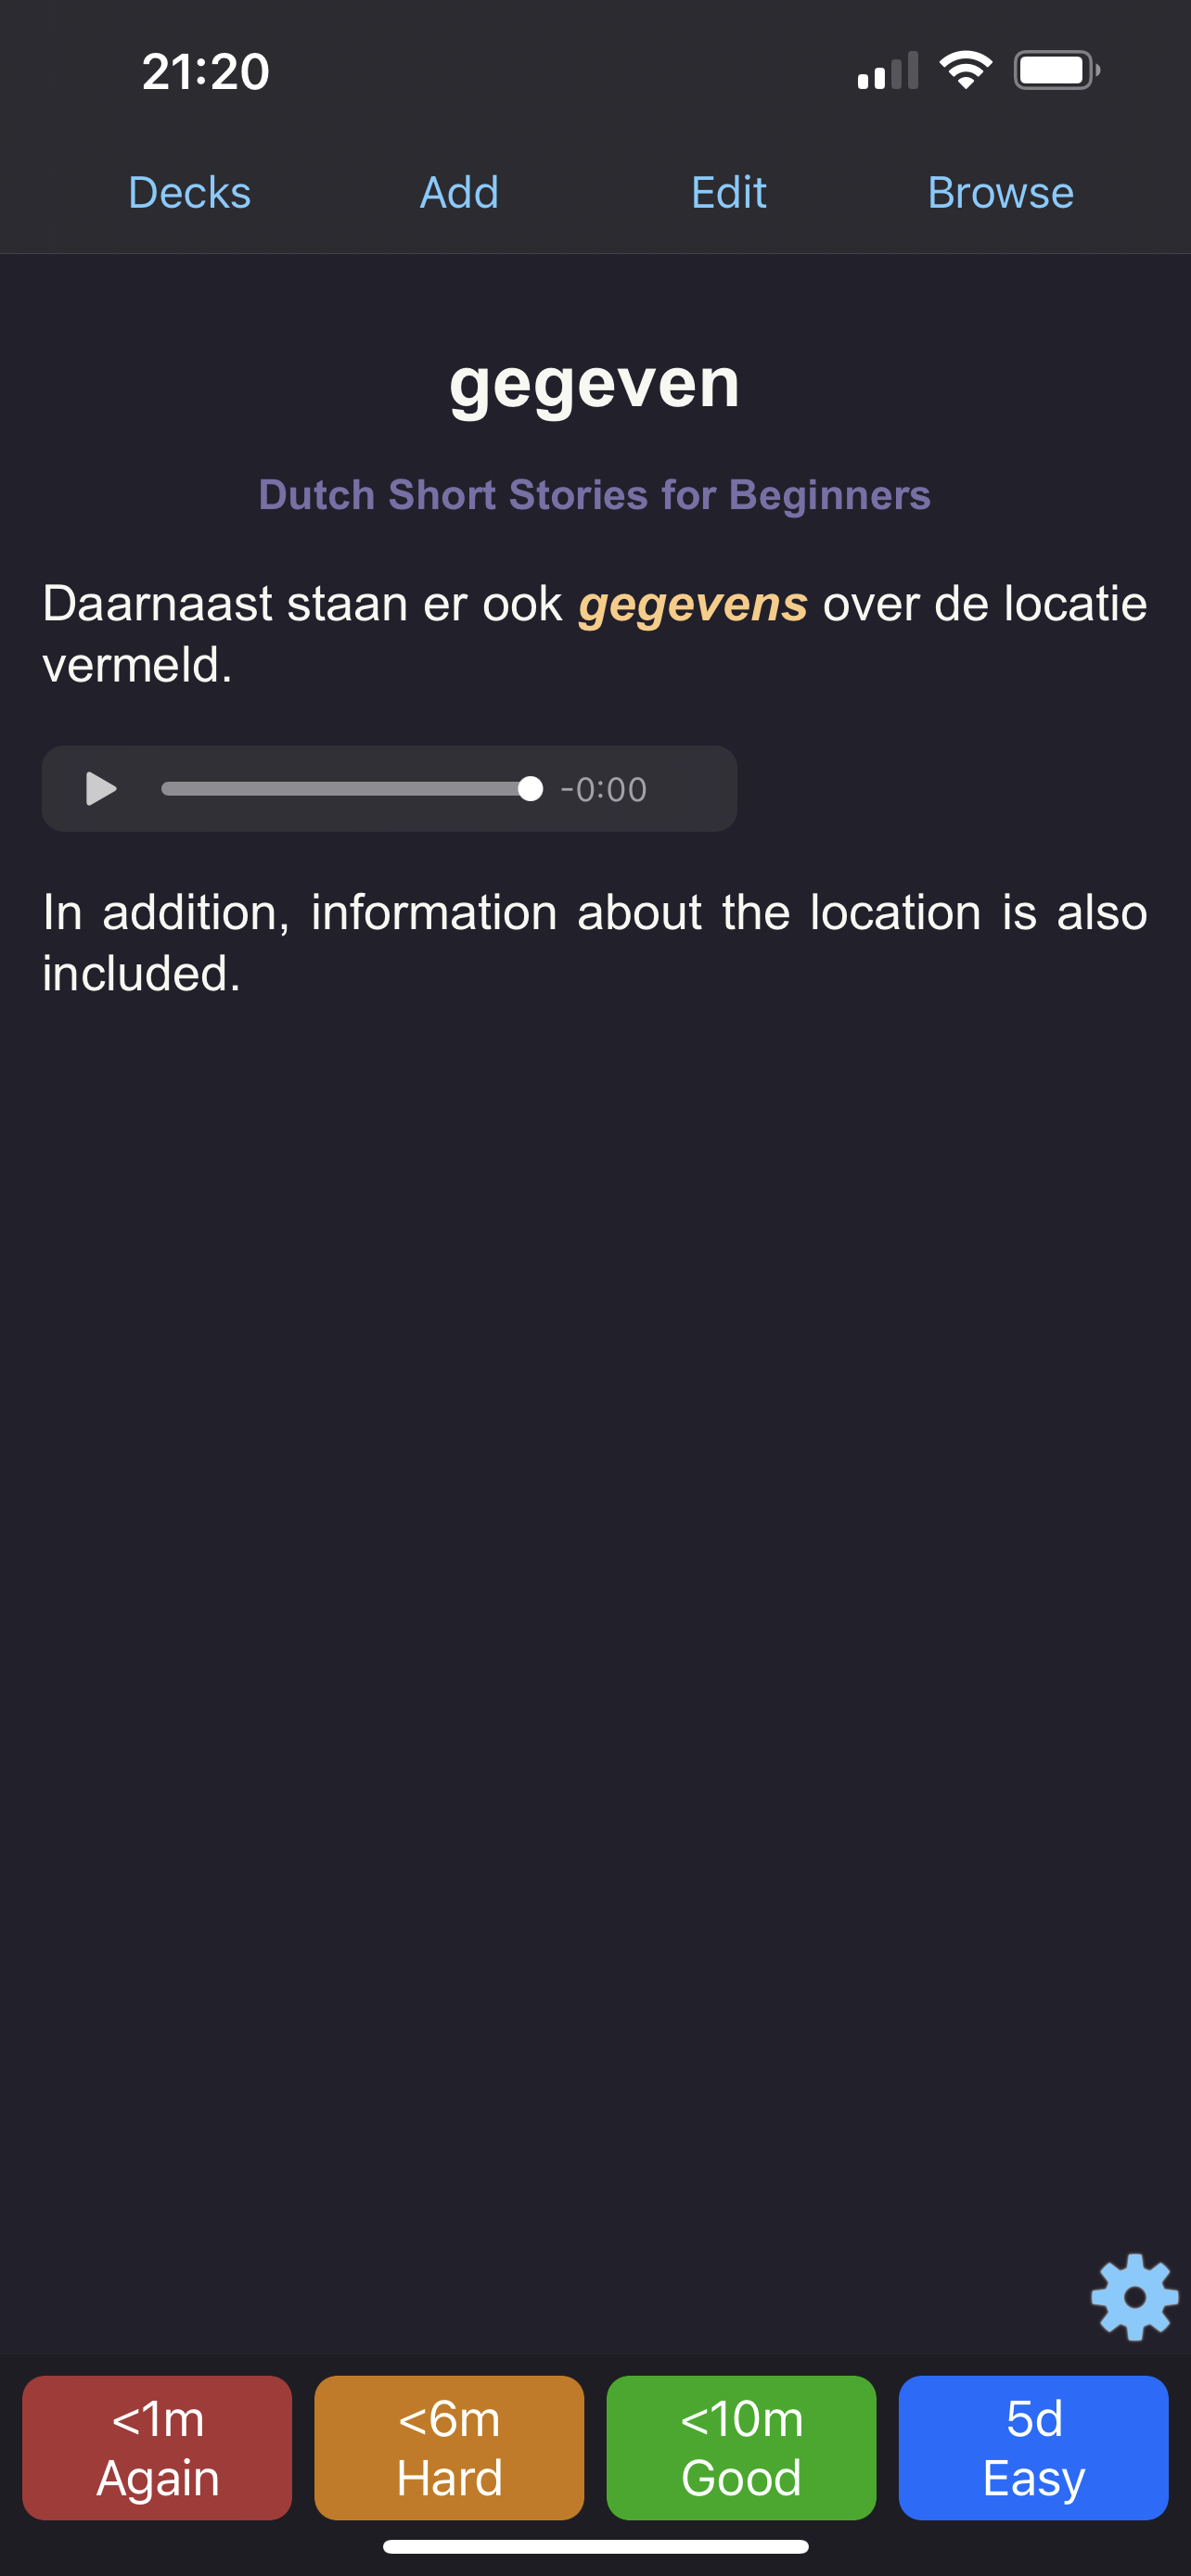 21:20
Decks Add Edit Browse
gegeven
Dutch Short Stories for Beginners
Daarnaast staan er ook gegevens over de locatie
vermeld.
-0:00
In addition, information about the location is also
included.
<1m <6m <10m 5d
Again Hard Good Easy